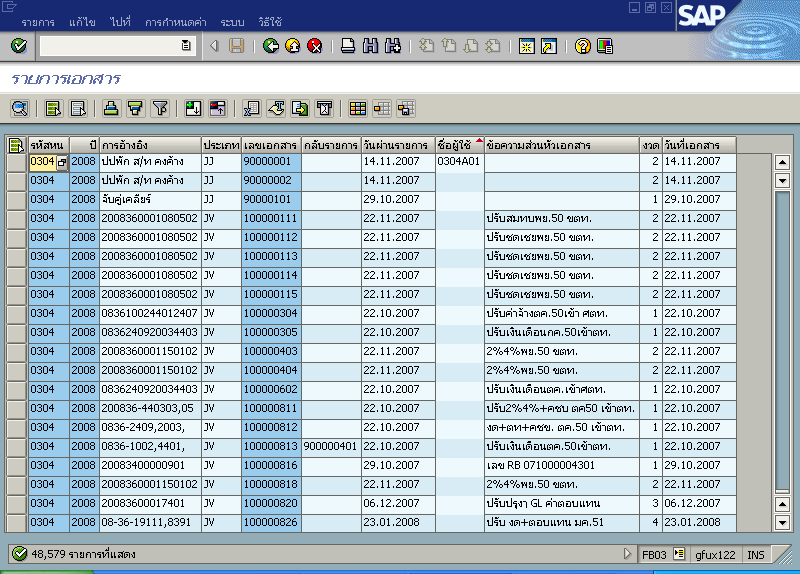 รายการ แก้ไข ไปที่ การกำหนดค่า ระบบ วิธีใช้
SAP
รายการเอกสาร
รหัสหน ปี การอ้างอิง ประเภท เลขเอกสาร กลับรายการ วันผ่านรายการ ชื่อผู้ใช้ ข้อความส่วนหัวเอกสาร งวด วันที่เอกสาร
0304 2008 ปปพัก ส/ท คงค้าง JJ 90000001 14.11.2007 0304A01 2 14.11.2007
0304 2008 ปปพัก ส/ท คงค้าง JJ 90000002 14.11.2007 2 14.11.2007
0304 2008 จับคู่เคลียร์ JJ 90000101 29.10.2007 1 29.10.2007
0304 2008 2008360001080502 JV 100000111 22.11.2007 ปรับสมทบพย.50 ขตท. 2 22.11.2007
0304 2008 2008360001080502 JV 100000112 22.11.2007 ปรับชดเชยพย.50 ขตท. 2 22.11.2007
0304 2008 2008360001080502 JV 100000113 22.11.2007 ปรับชดเชยพย.50 ขตท. 2 22.11.2007
0304 2008 2008360001080502 JV 100000114 22.11.2007 ปรับชดเชยพย.50 ขตท. 2 22.11.2007
0304 2008 2008360001080502 JV 100000115 22.11.2007 ปรับชดเชยพย.50 ขตท. 2 22.11.2007
0304 2008 0836100244012407 JV 100000304 22.10.2007 ปรับค่าจ้างตค.50เข้า ศตท. 1 22.10.2007
0304 2008 0836240920034403 JV 100000305 22.10.2007 ปรับเงินเดือนกค.50เข้าตท. 1 22.10.2007
0304 2008 2008360001150102 JV 100000403 22.11.2007 2%4%พย.50 ขตท. 2 22.11.2007
0304 2008 2008360001150102 JV 100000404 22.11.2007 2%4%พย.50 ขตท. 2 22.11.2007
0304 2008 0836240920034403 JV 100000602 22.10.2007 ปรับเงินเดือนตค.เข้าศตท. 1 22.10.2007
0304 2008 200836-440303,05 JV 100000811 22.10.2007 ปรับ2%4%+คชบ ตค50 เข้าตท. 1 22.10.2007
0304 2008 0836-2409,2003, JV 100000812 22.10.2007 งด+ตท+คชข. ตค.50 เข้าตท. 1 22.10.2007
0304 2008 0836-1002,4401, JV 100000813 900000401 22.10.2007 ปรับเงินเดือนตค.50เข้าตท. 1 22.10.2007
0304 2008 20083400000901 JV 100000816 29.10.2007 เลข RB 071000004301 1 29.10.2007
0304 2008 2008360001150102 JV 100000818 22.11.2007 2%4%พย.50 ขตท. 2 22.11.2007
0304 2008 20083600017401 JV 100000820 06.12.2007 ปรับปรุงๆ GL ค่าตอบแทน 3 06.12.2007
0304 2008 08-36-19111,8391 JV 100000826 23.01.2008 ปรับ งด+ตอบแทน มค.51 4 23.01.2008
48,579 รายการที่แสดง FB03 gfux122 INS